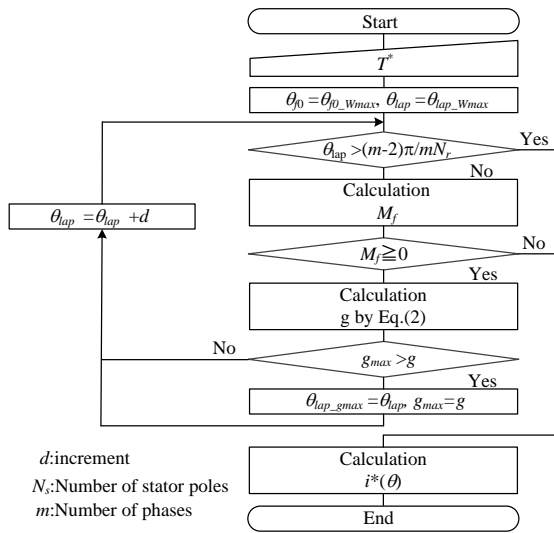 Start
T*
θf0 =θf0_Wmax, θlap =θlap_Wmax
θlap >(m-2)π/mNr
Yes
No
Calculation
Mf
θlap =θlap +d
Mf≧0
No
Yes
Calculation
g by Eq.(2)
No
gmax >g
Yes
θlap_gmax =θlap, gmax=g
d:increment
Calculation
i*(θ)
Ns:Number of stator poles
m:Number of phases
End